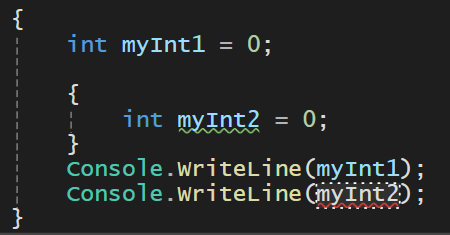 {
int myInt1 = 0;
{
int myInt2 = 0;
}
Console.WriteLine(myInt1);
Console.WriteLine(myInt2);
}